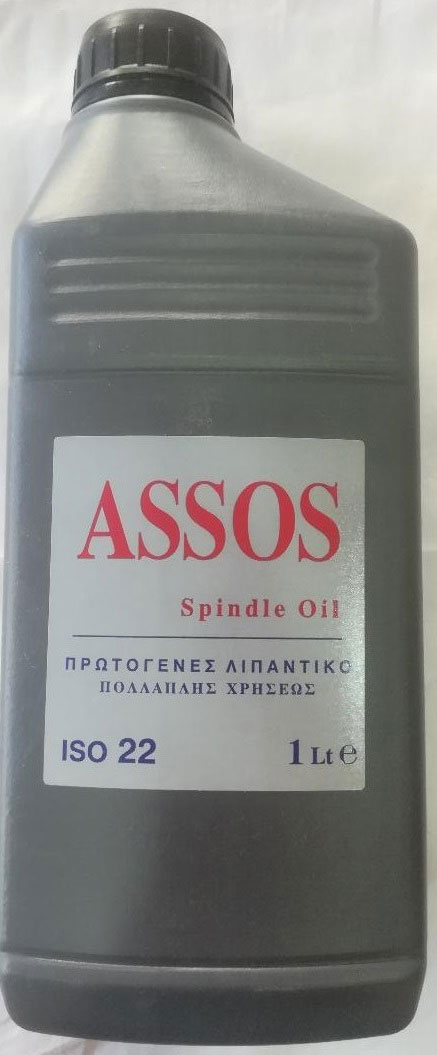 ASSOS
Spindle Oil
ΠΡΩΤΟΓΕΝΕΣ ΛΙΠΑΝΤΙΚΟ
ΠΟΛΛΑΠΛΗΣ ΧΡΗΣΕΩΣ
ISO 22
1 Lt ℮